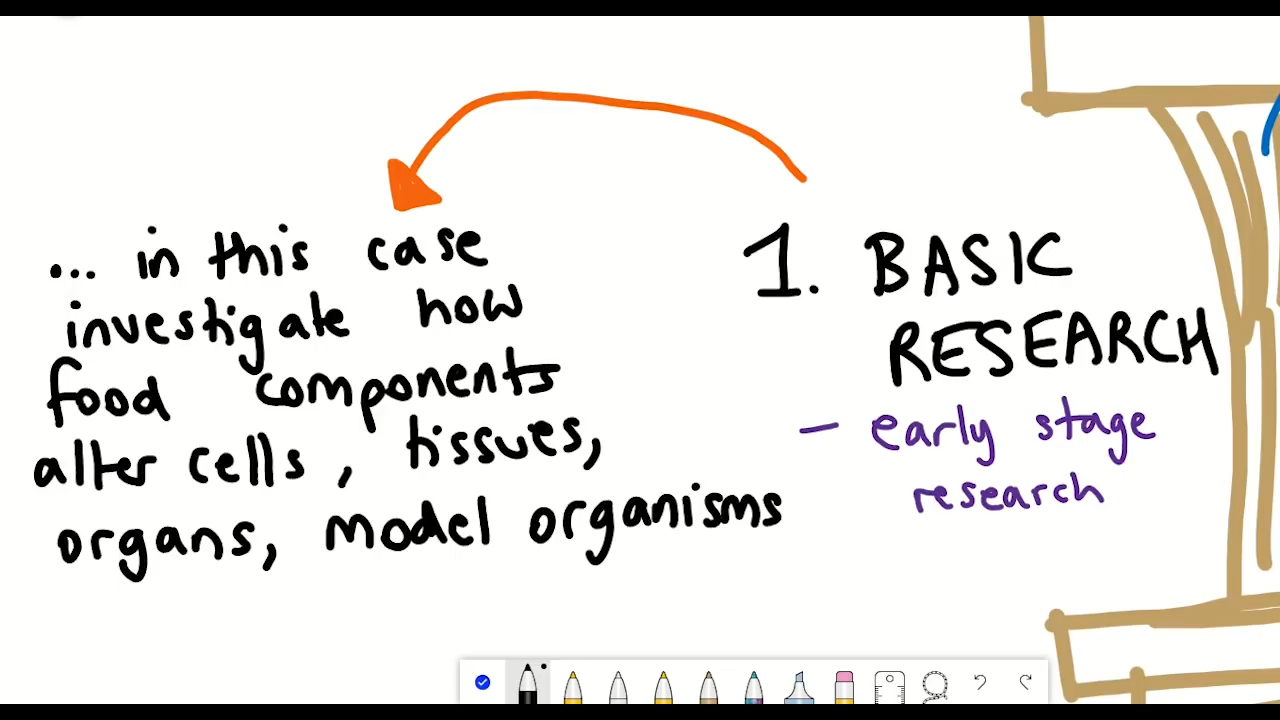 ... in this case
investigate how
food components
alter cells, tissues,
organs, model organisms
1. BASIC
RESEARCH
- early stage
research